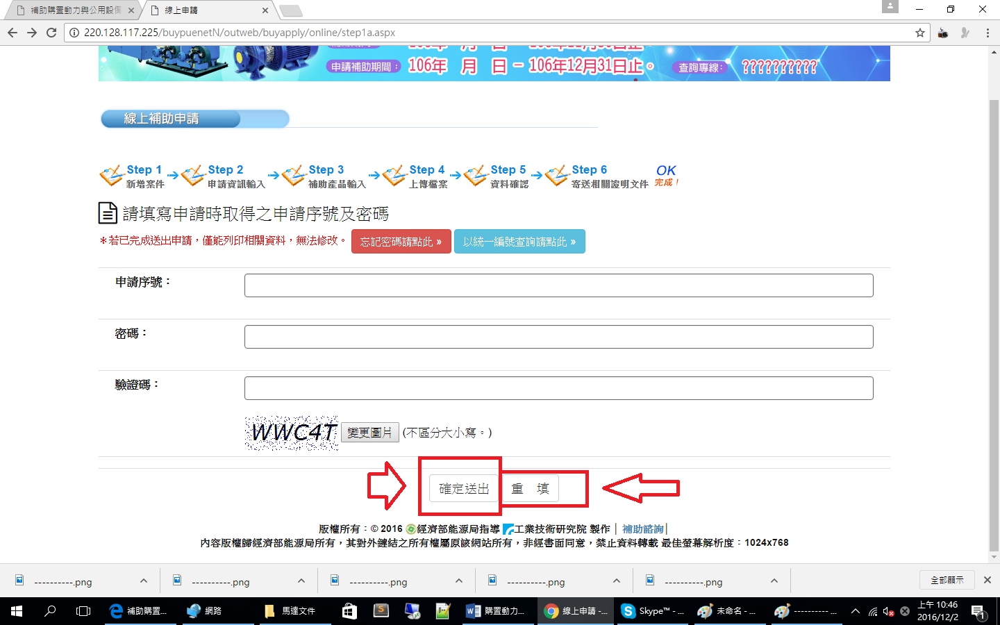 補助購置動力與公用設備
線上申請
220.128.117.225/buypuenetN/outweb/buyapply/online/step1a.aspx
申請補助期間： 106年 月 日 – 106年12月31日止。 查詢專線： ??????????
線上補助申請
Step 1 Step 2 Step 3 Step 4 Step 5 Step 6 OK
新增案件 申請資訊輸入 補助產品輸入 上傳檔案 資料確認 寄送相關證明文件 完成！
請填寫申請時取得之申請序號及密碼
＊若已完成送出申請，僅能列印相關資料，無法修改。 忘記密碼請點此 » 以統一編號查詢請點此 »
申請序號：
密碼：
驗證碼：
WWC4T 變更圖片 (不區分大小寫。)
確定送出 重 填
版權所有：© 2016 經濟部能源局指導 工業技術研究院 製作 │ 補助諮詢│
內容版權歸經濟部能源局所有，其對外鏈結之所有權屬原該網站所有，非經書面同意，禁止資料轉載 最佳螢幕解析度：1024x768
----------.png ----------.png ----------.png ----------.png ----------.png 全部顯示
補助購置... 網路 馬達文件 購置動力... 線上申請 -... Skype™ - ... 未命名 - ... ---------- ... 上午 10:46
2016/12/2 1